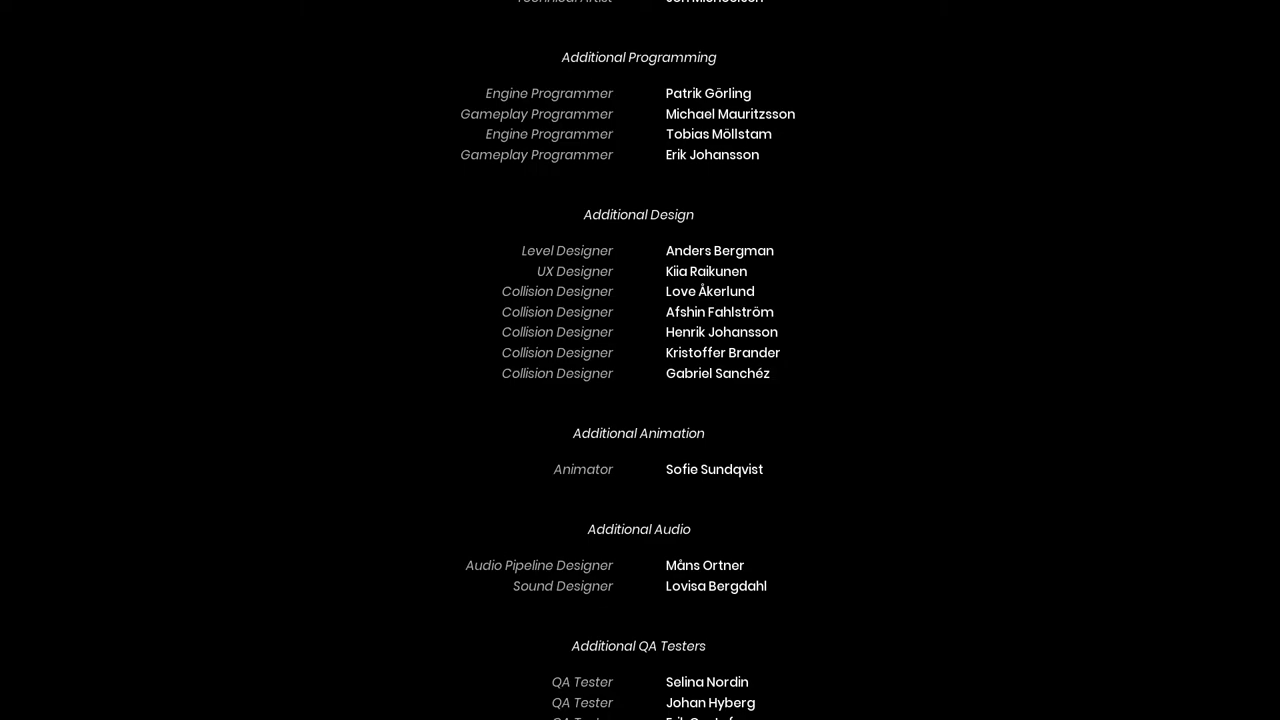 Additional Programming
Engine Programmer Patrik Görling
Gameplay Programmer Michael Mauritzsson
Engine Programmer Tobias Möllstam
Gameplay Programmer Erik Johansson
Additional Design
Level Designer Anders Bergman
UX Designer Kiia Raikunen
Collision Designer Love Åkerlund
Collision Designer Afshin Fahlström
Collision Designer Henrik Johansson
Collision Designer Kristoffer Brander
Collision Designer Gabriel Sanchéz
Additional Animation
Animator Sofie Sundqvist
Additional Audio
Audio Pipeline Designer Måns Ortner
Sound Designer Lovisa Bergdahl
Additional QA Testers
QA Tester Selina Nordin
QA Tester Johan Hyberg